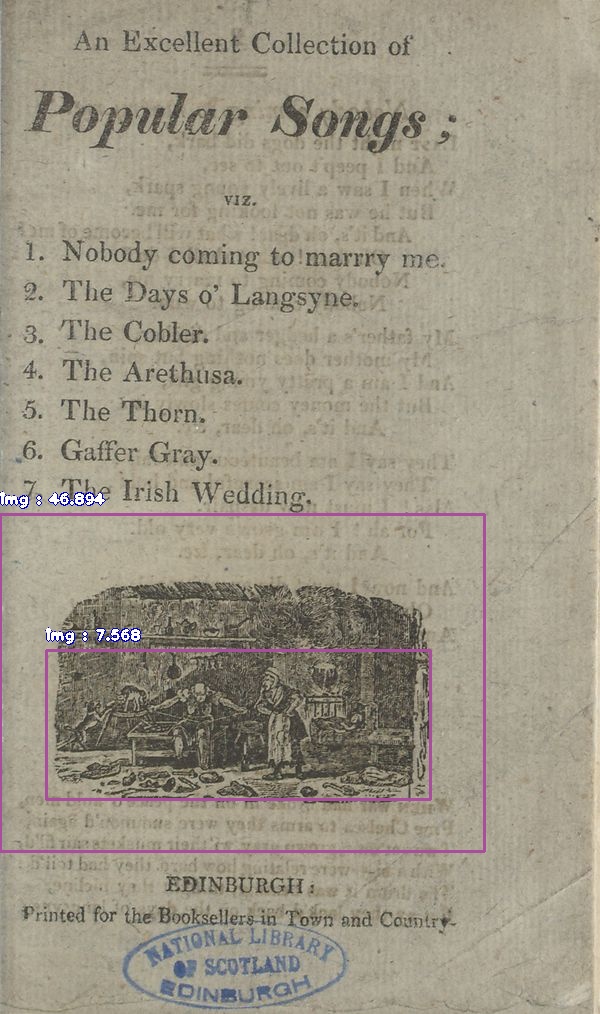 An Excellent Collection of
Popular Songs;
VIZ.
1. Nobody coming to marrry me.
2. The Days o' Langsyne.
3. The Cobler.
4. The Arethusa.
5. The Thorn.
6. Gaffer Gray.
7. The Irish Wedding.
Img : 46.894
Img : 7.568
EDINBURGH:
Printed for the Booksellers in Town and Country.
NATIONAL LIBRARY
OF SCOTLAND
EDINBURGH